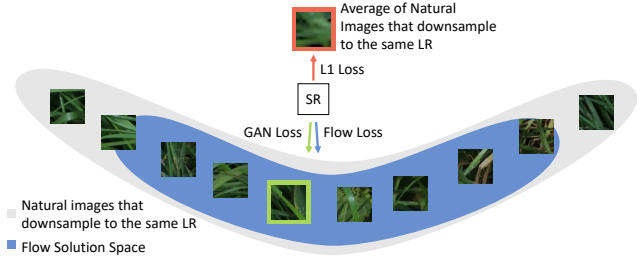 Average of Natural
Images that downsample
to the same LR
L1 Loss
SR
GAN Loss
Flow Loss
Natural images that
downsample to the same LR
Flow Solution Space